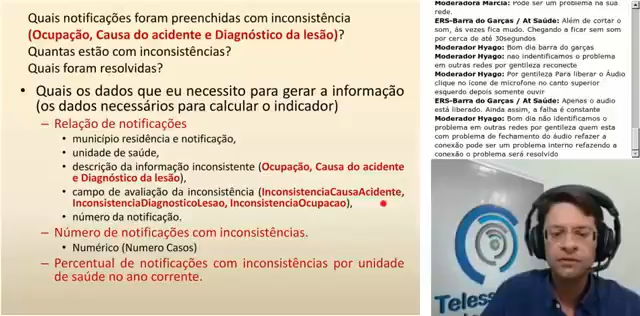 Quais notificações foram preenchidas com inconsistência
(Ocupação, Causa do acidente e Diagnóstico da lesão)?
Quantas estão com inconsistências?
Quais foram resolvidas?
• Quais os dados que eu necessito para gerar a informação
(os dados necessários para calcular o indicador)
– Relação de notificações
• município residência e notificação,
• unidade de saúde,
• descrição da informação inconsistente (Ocupação, Causa do acidente
e Diagnóstico da lesão),
• campo de avaliação da inconsistência (InconsistenciaCausaAcidente,
InconsistenciaDiagnosticoLesao, InconsistenciaOcupacao),
• número da notificação.
– Número de notificações com inconsistências.
• Numérico (Numero Casos)
– Percentual de notificações com inconsistências por unidade
de saúde no ano corrente.
Moderadora Marcia: Pode ser um problema na sua
rede.
ERS-Barra do Garças / At Saúde: Além de cortar o
som, ás vezes fica mudo. Chegando a ficar sem som
por cerca de até 30segundos
Moderador Hyago: Bom dia barra do garças
Moderador Hyago: nao indentificamos o problema
em outras redes por gentileza reconecte
Moderador Hyago: Por gentileza Para liberar o Áudio
clique no ícone de microfone no canto superior
esquerdo depois somente ouvir
ERS-Barra do Garças / At Saúde: Apenas o audio
está liberado. Ainda assim, a falha é constante
Moderador Hyago: Bom dia não identificamos o
problema em outras redes por gentileza quem esta
com problema de fechamento do áudio refazer a
conexão pode ser um problema interno refazendo a
conexão o problema será resolvido
Teless